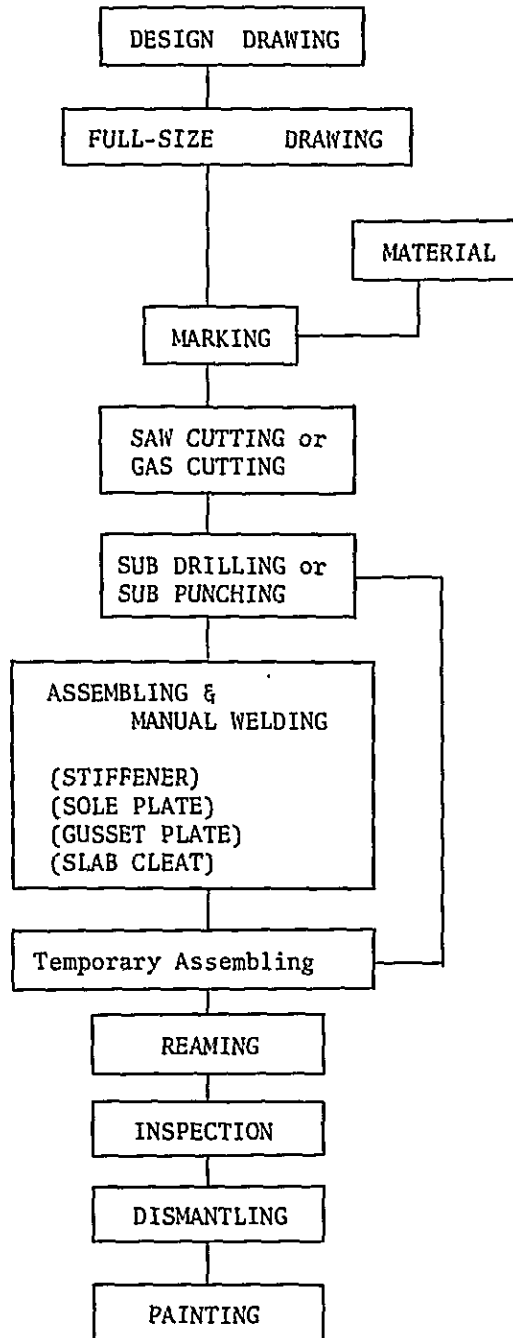 DESIGN DRAWING
FULL-SIZE DRAWING
MATERIAL
MARKING
SAW CUTTING or
GAS CUTTING
SUB DRILLING or
SUB PUNCHING
ASSEMBLING &
MANUAL WELDING
(STIFFENER)
(SOLE PLATE)
(GUSSET PLATE)
(SLAB CLEAT)
Temporary Assembling
REAMING
INSPECTION
DISMANTLING
PAINTING